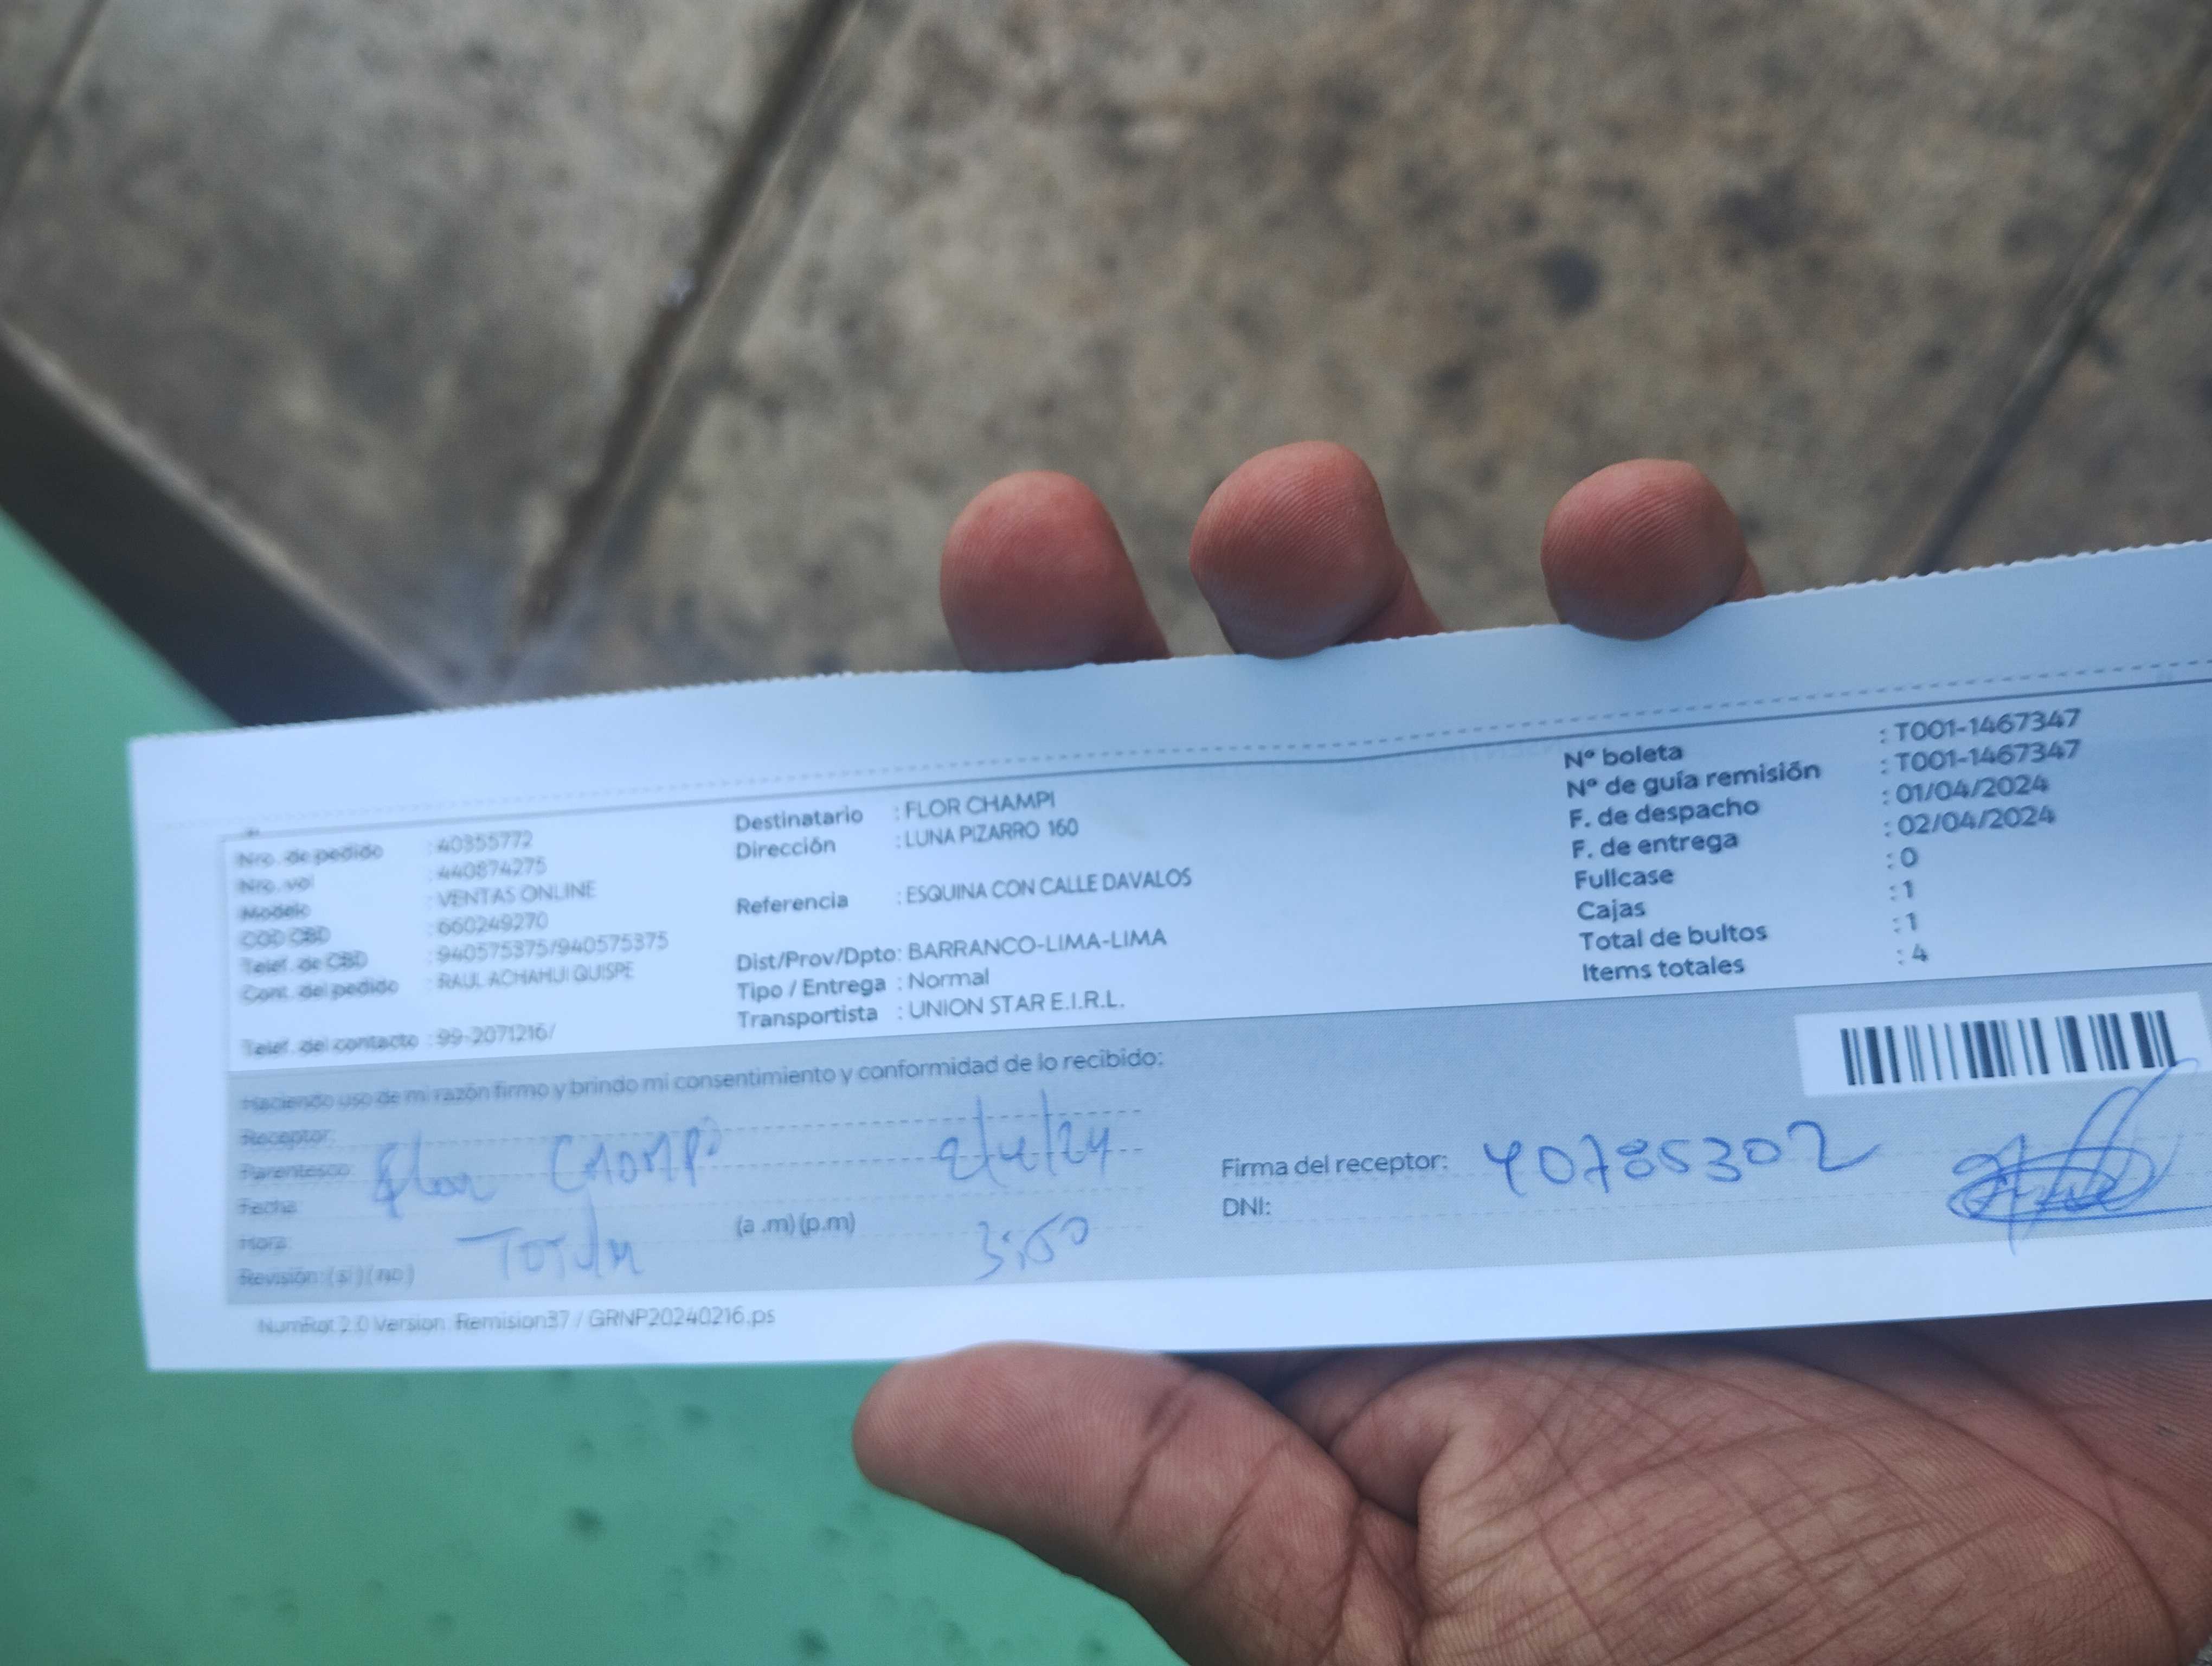 Nro. de pedido : 40355772
Nro. vol : 440874275
Modelo : VENTAS ONLINE
COD CBD : 660249270
Telef. de CBD : 940575375/940575375
Cont. del pedido : RAUL ACHAHUI QUISPE
Telef. del contacto : 99-2071216/
Destinatario : FLOR CHAMPI
Dirección : LUNA PIZARRO 160
Referencia : ESQUINA CON CALLE DAVALOS
Dist/Prov/Dpto: BARRANCO-LIMA-LIMA
Tipo / Entrega : Normal
Transportista : UNION STAR E.I.R.L.
Nº boleta : T001-1467347
Nº de guía remisión : T001-1467347
F. de despacho : 01/04/2024
F. de entrega : 02/04/2024
Fullcase : 0
Cajas : 1
Total de bultos : 1
Items totales : 4
Haciendo uso de mi razón firmo y brindo mi consentimiento y conformidad de lo recibido:
Receptor:
Parentesco: Flor CHAMPI 2/4/24
Fecha:
Hora: (a .m) (p.m) 3:50
Revisión: (si) (no)
Firma del receptor: 40785302
DNI:
NumRot 2.0 Version. Remision37 / GRNP20240216.ps